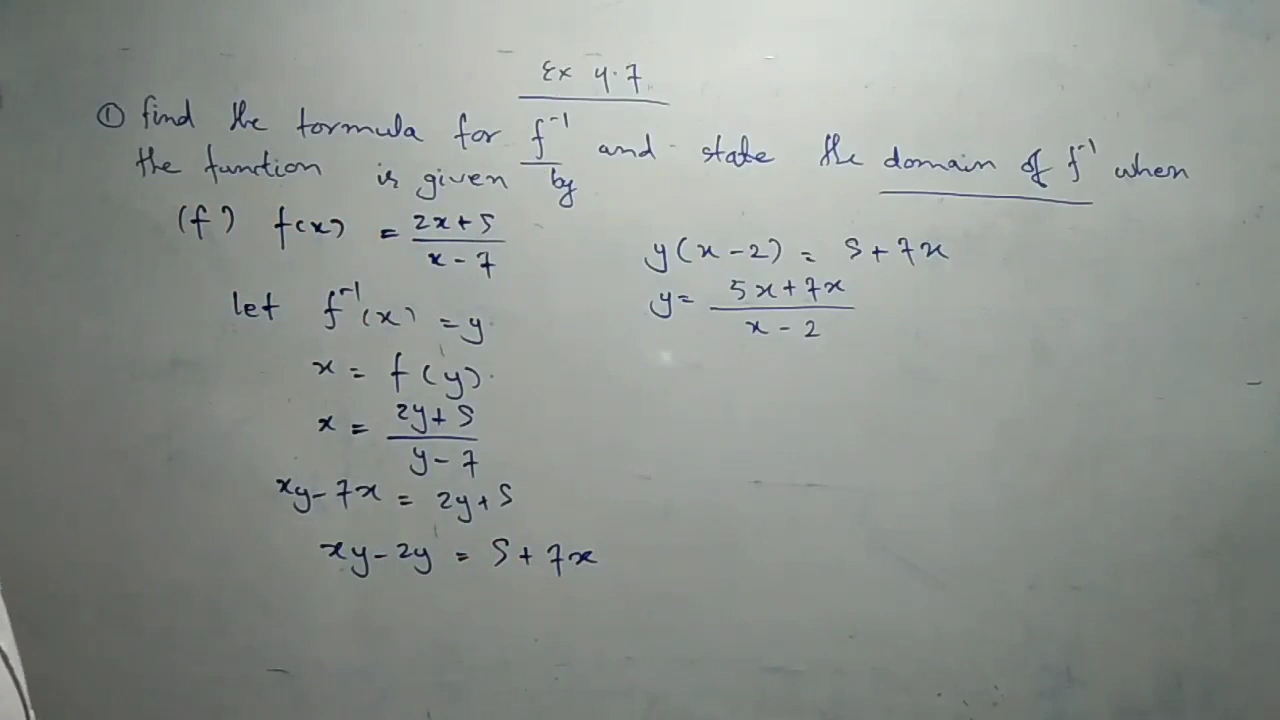 Ex 4.7
① find the formula for f⁻¹ and state the domain of f⁻¹ when
the function is given by
(f) f(x) = 2x+5 / x-7
let f⁻¹(x) = y
x = f(y).
x = 2y+5 / y-7
xy-7x = 2y+5
xy-2y = 5+7x
y(x-2) = 5+7x
y = 5x+7x / x-2